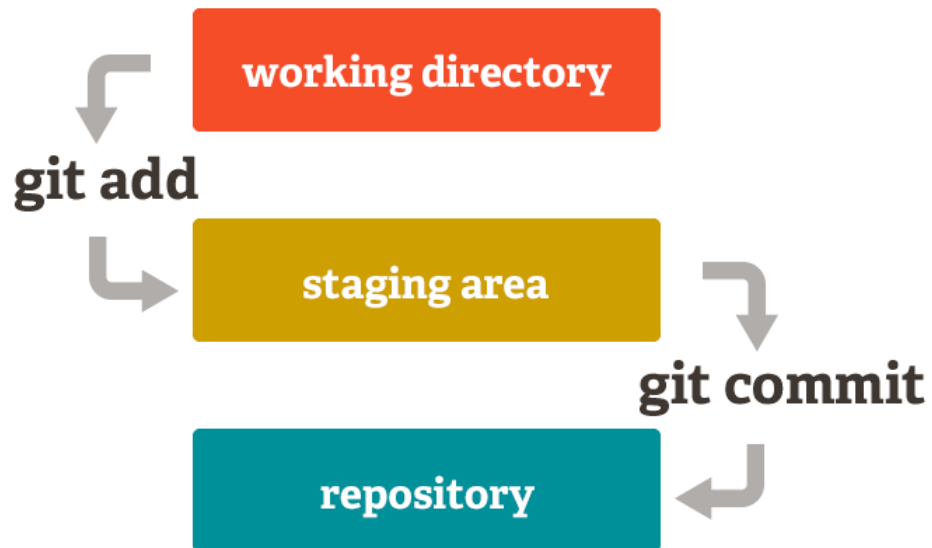 working directory
git add
staging area
git commit
repository